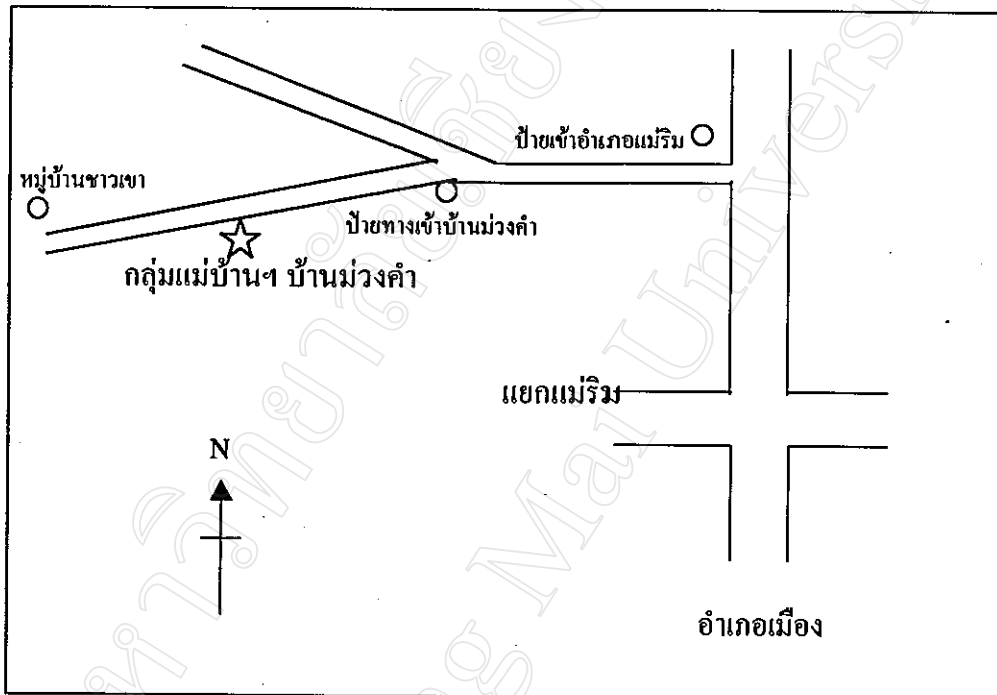 ป้ายเข้าอำเภอแม่ริม
หมู่บ้านชาวเขา
ป้ายทางเข้าบ้านม่วงคำ
กลุ่มแม่บ้านฯ บ้านม่วงคำ
แยกแม่ริม
N
อำเภอเมือง